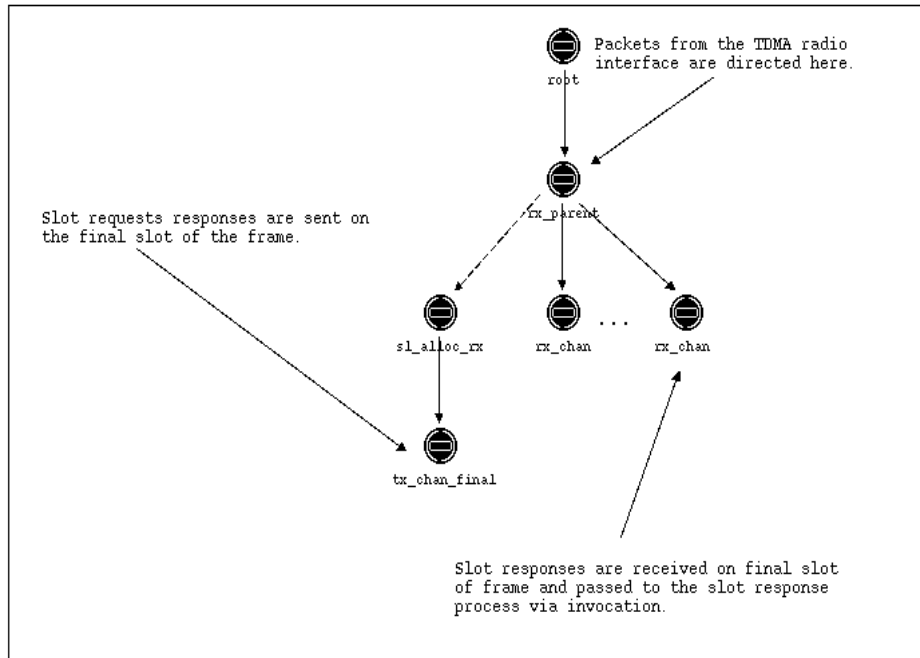 Packets from the TDMA radio
interface are directed here.
root
rx_parent
Slot requests responses are sent on
the final slot of the frame.
sl_alloc_rx
rx_chan
...
rx_chan
tx_chan_final
Slot responses are received on final slot
of frame and passed to the slot response
process via invocation.